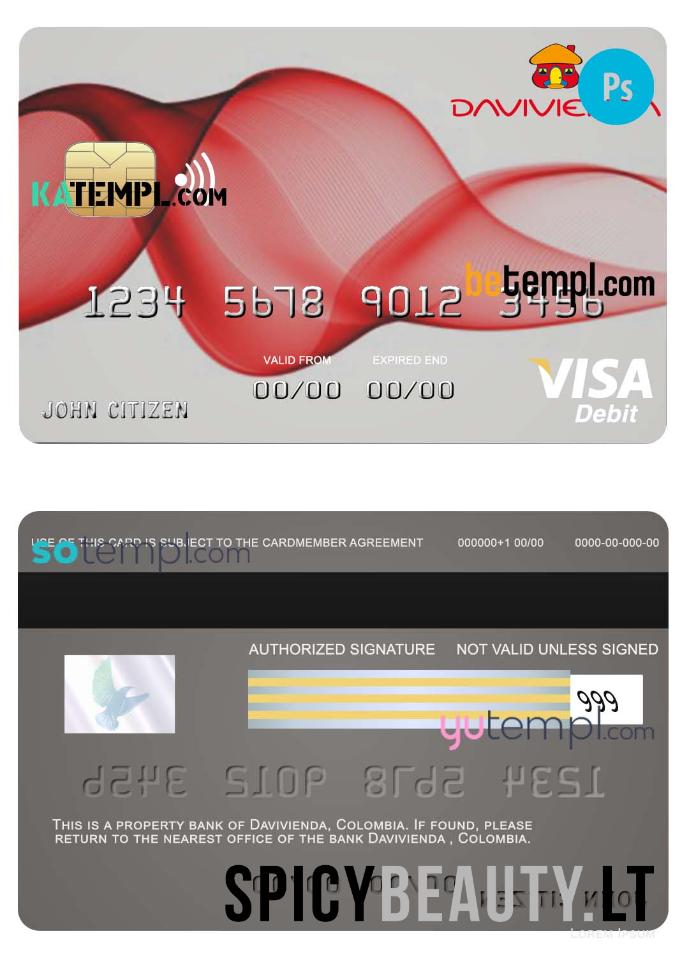 DAVIVIE
Ps
KATEMPL.COM
betempl.com
1234 5678 9012 3456
VALID FROM EXPIRED END
00/00 00/00
JOHN CITIZEN
VISA
Debit
USE OF THIS CARD IS SUBJECT TO THE CARDMEMBER AGREEMENT 000000+1 00/00 0000-00-000-00
sotempl.com
AUTHORIZED SIGNATURE NOT VALID UNLESS SIGNED
999
yutempl.com
THIS IS A PROPERTY BANK OF DAVIVIENDA, COLOMBIA. IF FOUND, PLEASE
RETURN TO THE NEAREST OFFICE OF THE BANK DAVIVIENDA , COLOMBIA.
SPICYBEAUTY.LT
LOREM IPSUM